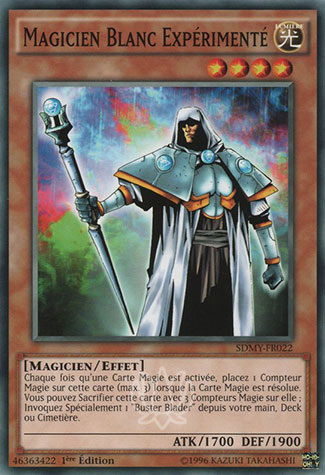 Magicien Blanc Expérimenté
LUMIÈRE
光
SDMY-FR022
[Magicien/Effet]
Chaque fois qu'une Carte Magie est activée, placez 1 Compteur
Magie sur cette carte (max. 3) lorsque la Carte Magie est résolue.
Vous pouvez Sacrifier cette carte avec 3 Compteurs Magie sur elle ;
Invoquez Spécialement 1 "Buster Blader" depuis votre main, Deck
ou Cimetière.
ATK/1700 DEF/1900
46363422 1ère Édition
©1996 KAZUKI TAKAHASHI